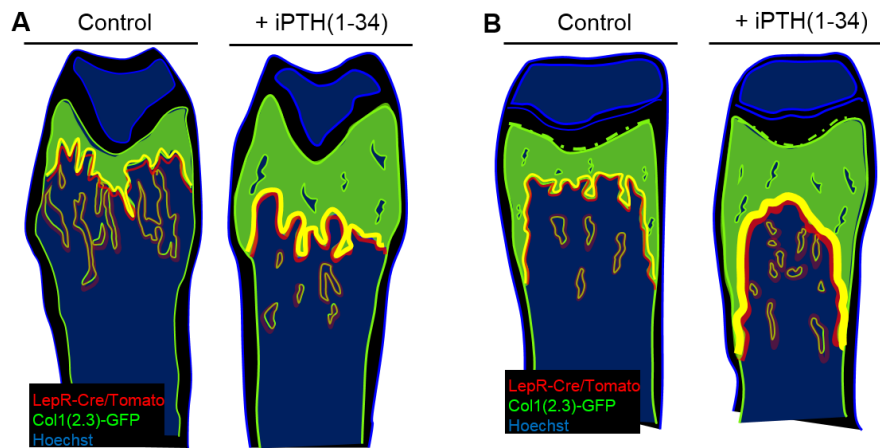 A
Control
+ iPTH(1-34)
B
Control
+ iPTH(1-34)
LepR-Cre/Tomato
Col1(2.3)-GFP
Hoechst
LepR-Cre/Tomato
Col1(2.3)-GFP
Hoechst